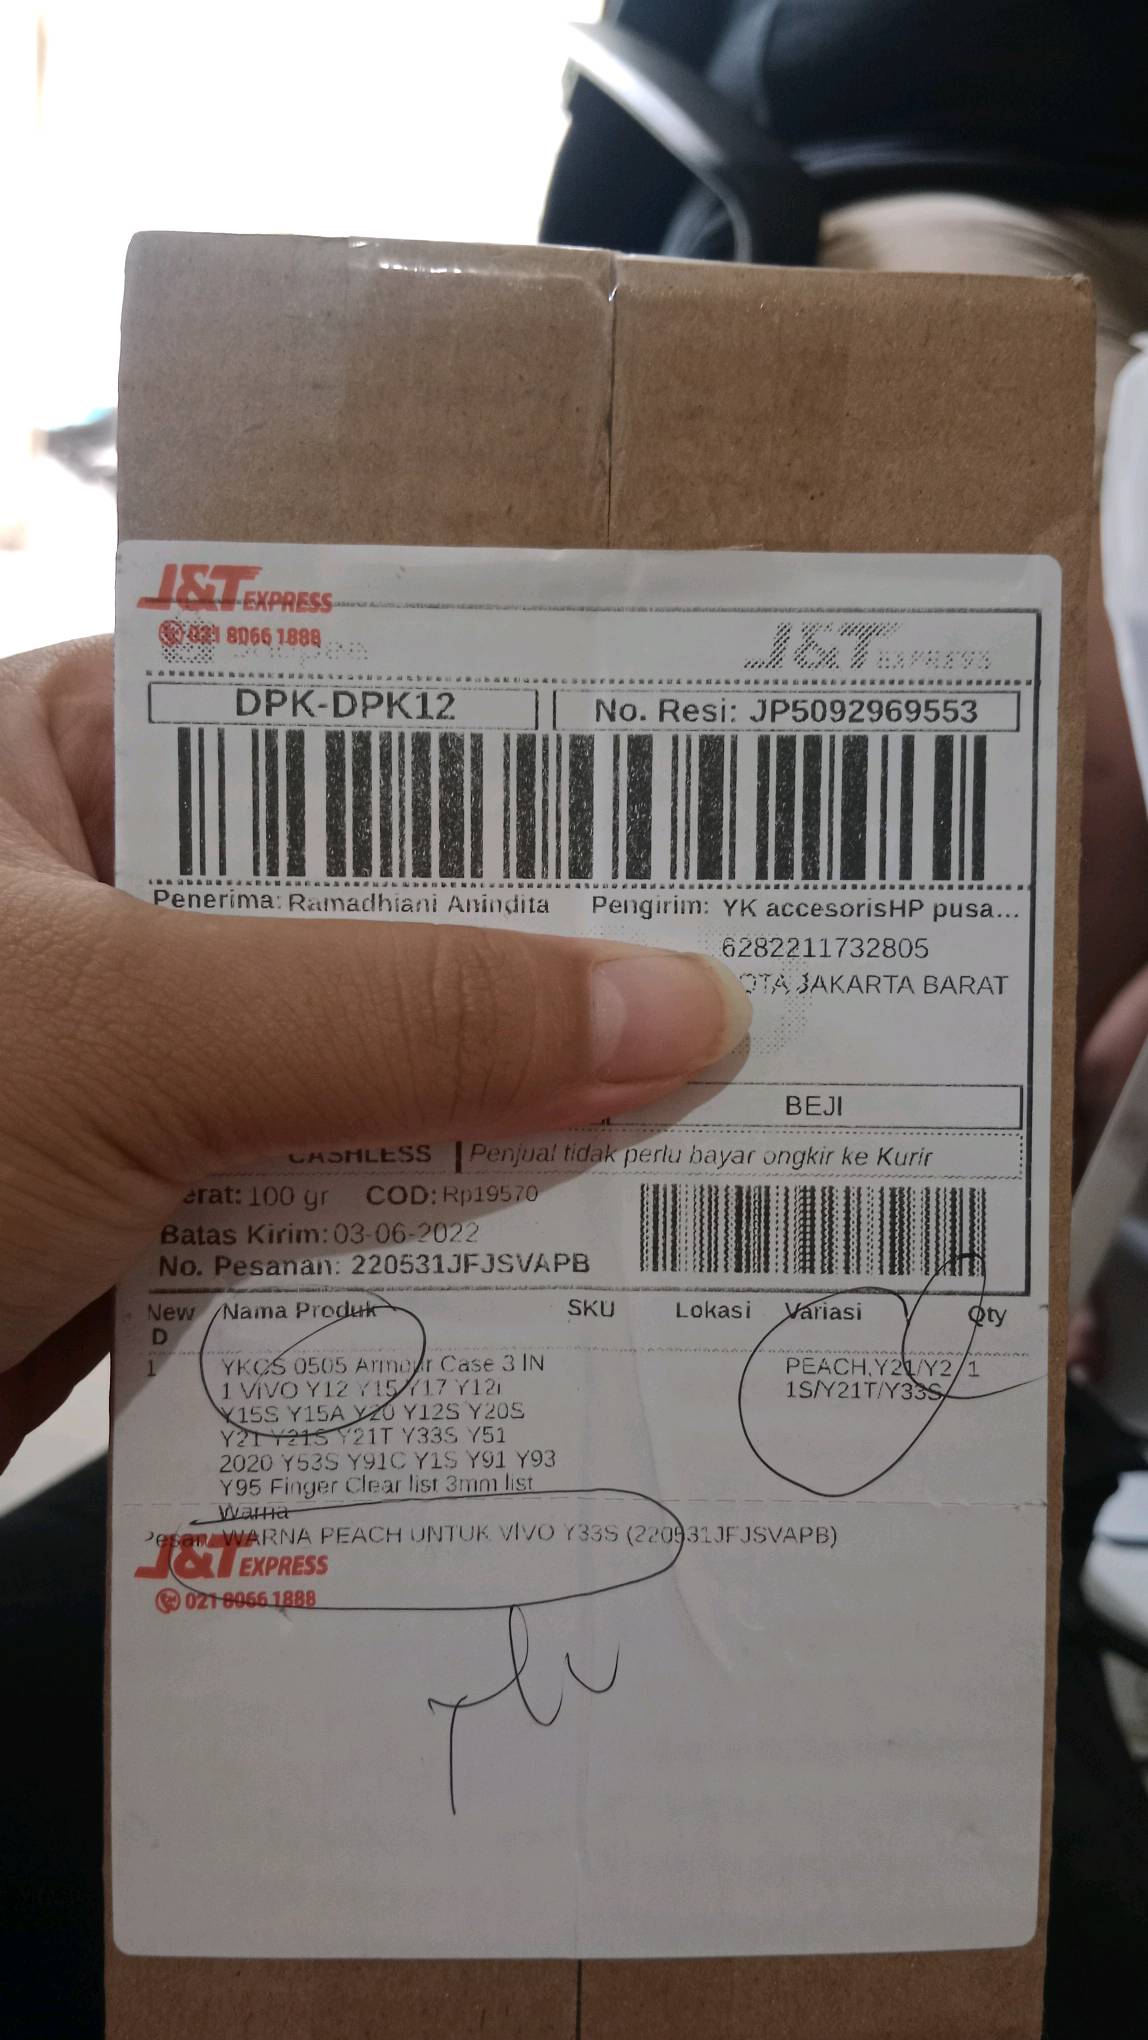 J&T EXPRESS
021 8066 1888
J&T EXPRESS
DPK-DPK12
No. Resi: JP5092969553
Penerima: Ramadhiani Anindita
Pengirim: YK accesorisHP pusa...
6282211732805
OTA JAKARTA BARAT
BEJI
CASHLESS
Penjual tidak perlu bayar ongkir ke Kurir
erat: 100 gr COD: Rp19570
Batas Kirim: 03-06-2022
No. Pesanan: 220531JFJSVAPB
New Nama Produk SKU Lokasi Variasi Qty
D
1 YKCS 0505 Armour Case 3 IN PEACH,Y21/Y2 1
1 VIVO Y12 Y15 Y17 Y12i 1S/Y21T/Y33S
Y15S Y15A Y20 Y12S Y20S
Y21 Y21S Y21T Y33S Y51
2020 Y53S Y91C Y1S Y91 Y93
Y95 Finger Clear list 3mm list
Warna
Pesan WARNA PEACH UNTUK VIVO Y33S (220531JFJSVAPB)
J&T EXPRESS
021 8066 1888